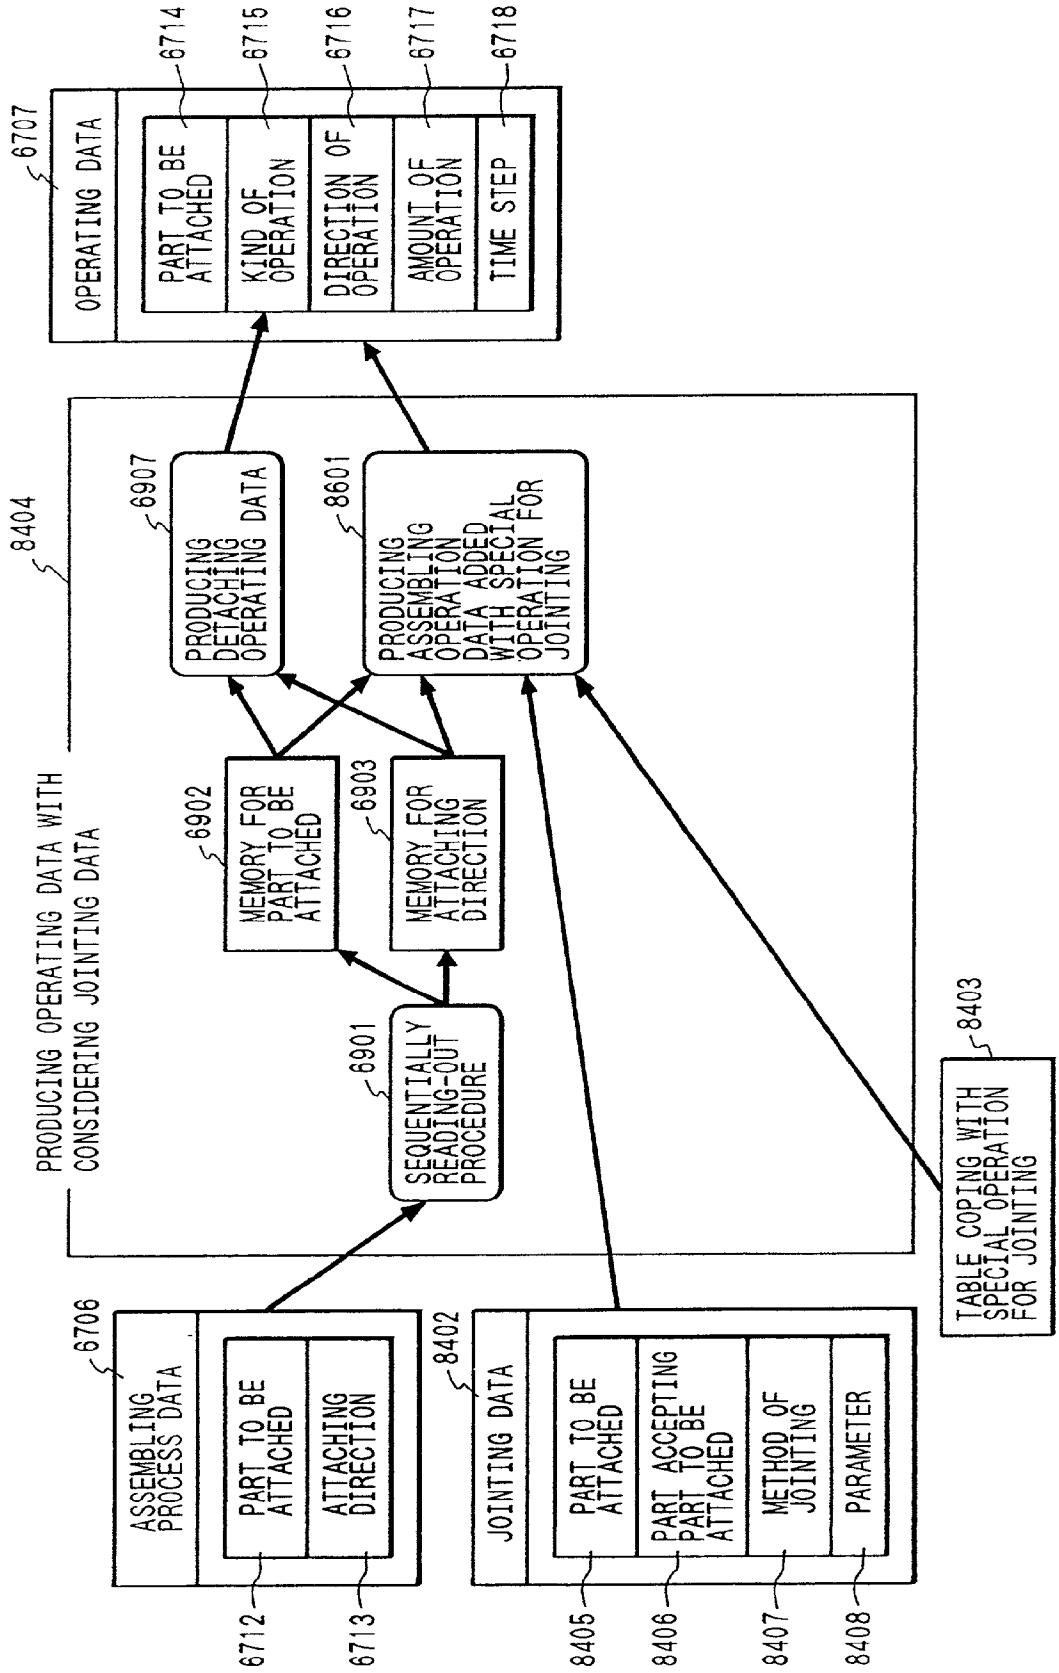 PRODUCING OPERATING DATA WITH
CONSIDERING JOINTING DATA
8404
6706
ASSEMBLING
PROCESS DATA
PART TO BE
ATTACHED
ATTACHING
DIRECTION
6712
6713
8402
JOINTING DATA
PART TO BE
ATTACHED
PART ACCEPTING
PART TO BE
ATTACHED
METHOD OF
JOINTING
PARAMETER
8405
8406
8407
8408
6901
SEQUENTIALLY
READING-OUT
PROCEDURE
6902
MEMORY FOR
PART TO BE
ATTACHED
6903
MEMORY FOR
ATTACHING
DIRECTION
6907
PRODUCING
DETACHING
OPERATING DATA
8601
PRODUCING
ASSEMBLING
OPERATION
DATA ADDED
WITH SPECIAL
OPERATION FOR
JOINTING
8403
TABLE COPING WITH
SPECIAL OPERATION
FOR JOINTING
6707
OPERATING DATA
PART TO BE
ATTACHED
KIND OF
OPERATION
DIRECTION OF
OPERATION
AMOUNT OF
OPERATION
TIME STEP
6714
6715
6716
6717
6718